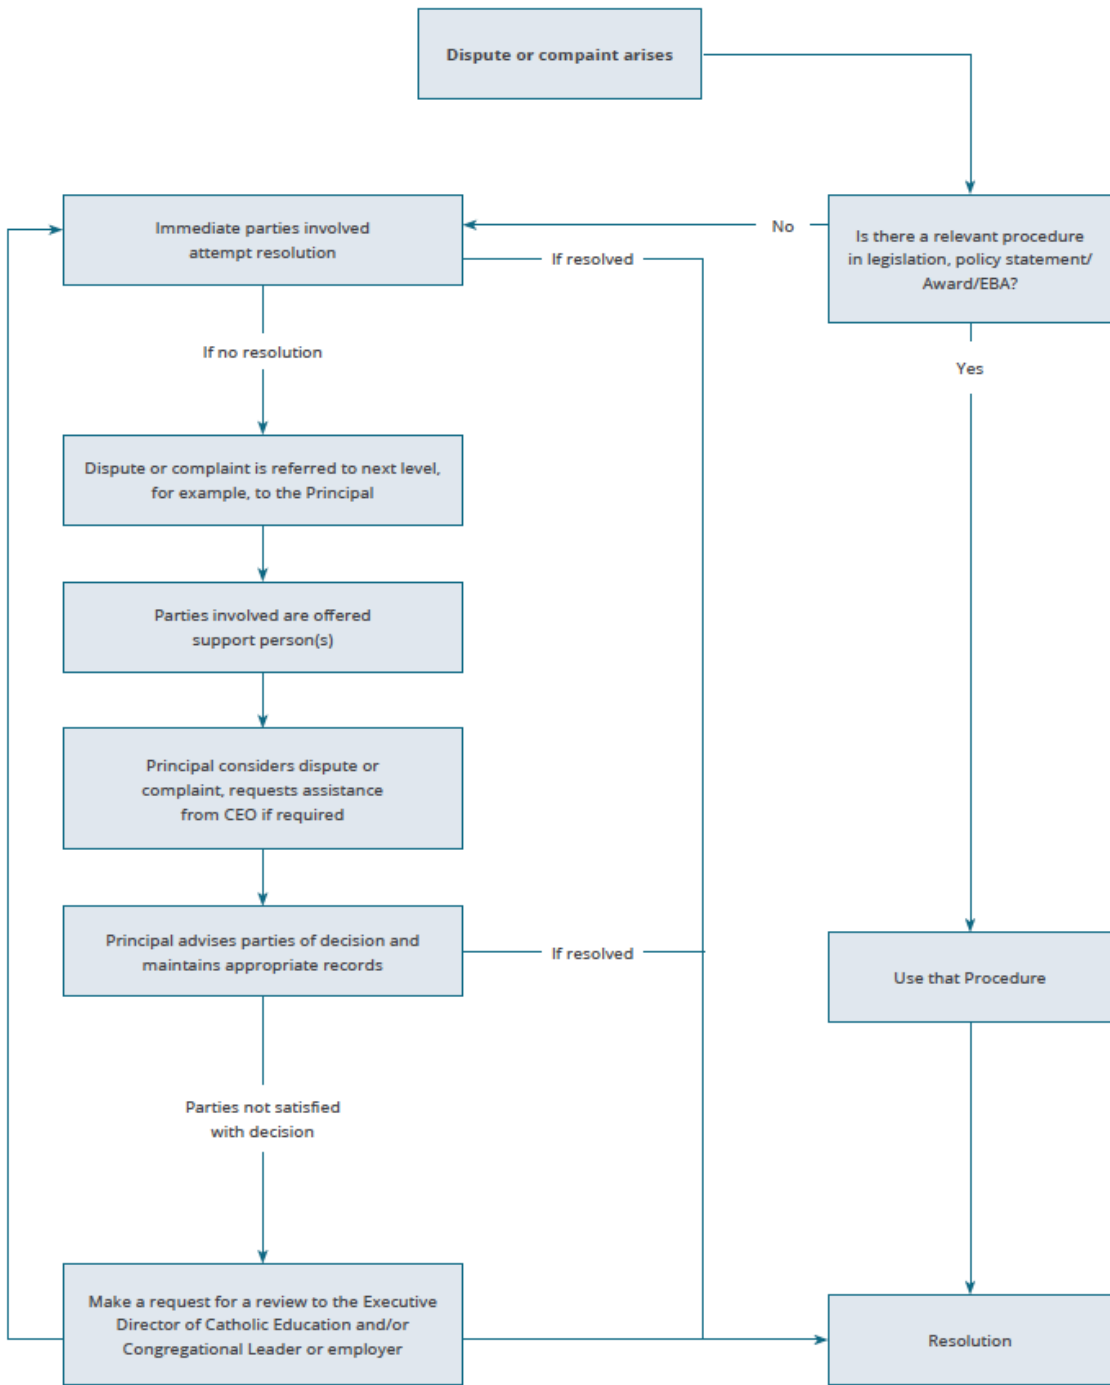 Dispute or compaint arises
Immediate parties involved
attempt resolution
No
Is there a relevant procedure
in legislation, policy statement/
Award/EBA?
If resolved
If no resolution
Yes
Dispute or complaint is referred to next level,
for example, to the Principal
Parties involved are offered
support person(s)
Principal considers dispute or
complaint, requests assistance
from CEO if required
Principal advises parties of decision and
maintains appropriate records
If resolved
Use that Procedure
Parties not satisfied
with decision
Make a request for a review to the Executive
Director of Catholic Education and/or
Congregational Leader or employer
Resolution